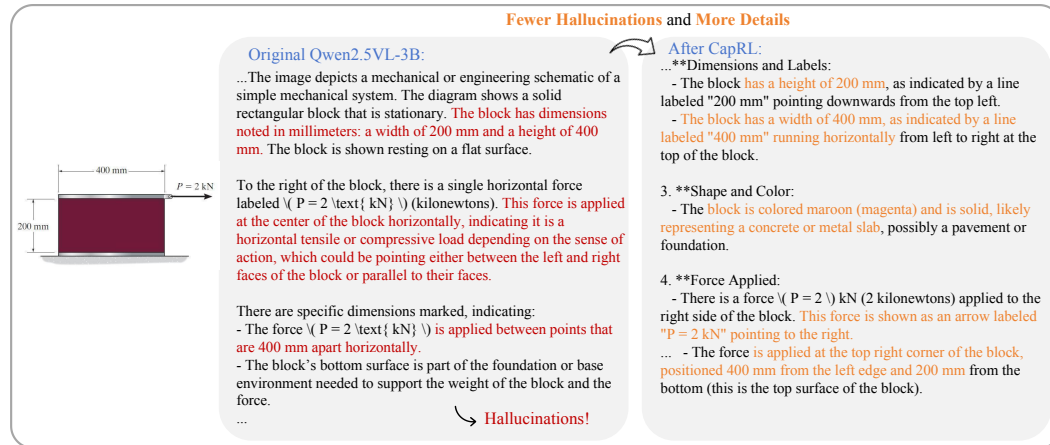 Fewer Hallucinations and More Details
400 mm
P = 2 kN
200 mm
Original Qwen2.5VL-3B:
...The image depicts a mechanical or engineering schematic of a
simple mechanical system. The diagram shows a solid
rectangular block that is stationary. The block has dimensions
noted in millimeters: a width of 200 mm and a height of 400
mm. The block is shown resting on a flat surface.
To the right of the block, there is a single horizontal force
labeled \( P = 2 \text{ kN} \) (kilonewtons). This force is applied
at the center of the block horizontally, indicating it is a
horizontal tensile or compressive load depending on the sense of
action, which could be pointing either between the left and right
faces of the block or parallel to their faces.
There are specific dimensions marked, indicating:
- The force \( P = 2 \text{ kN} \) is applied between points that
are 400 mm apart horizontally.
- The block's bottom surface is part of the foundation or base
environment needed to support the weight of the block and the
force.
...
Hallucinations!
After CapRL:
...**Dimensions and Labels:
- The block has a height of 200 mm, as indicated by a line
labeled "200 mm" pointing downwards from the top left.
- The block has a width of 400 mm, as indicated by a line
labeled "400 mm" running horizontally from left to right at the
top of the block.
3. **Shape and Color:
- The block is colored maroon (magenta) and is solid, likely
representing a concrete or metal slab, possibly a pavement or
foundation.
4. **Force Applied:
- There is a force \( P = 2 \) kN (2 kilonewtons) applied to the
right side of the block. This force is shown as an arrow labeled
"P = 2 kN" pointing to the right.
... - The force is applied at the top right corner of the block,
positioned 400 mm from the left edge and 200 mm from the
bottom (this is the top surface of the block).